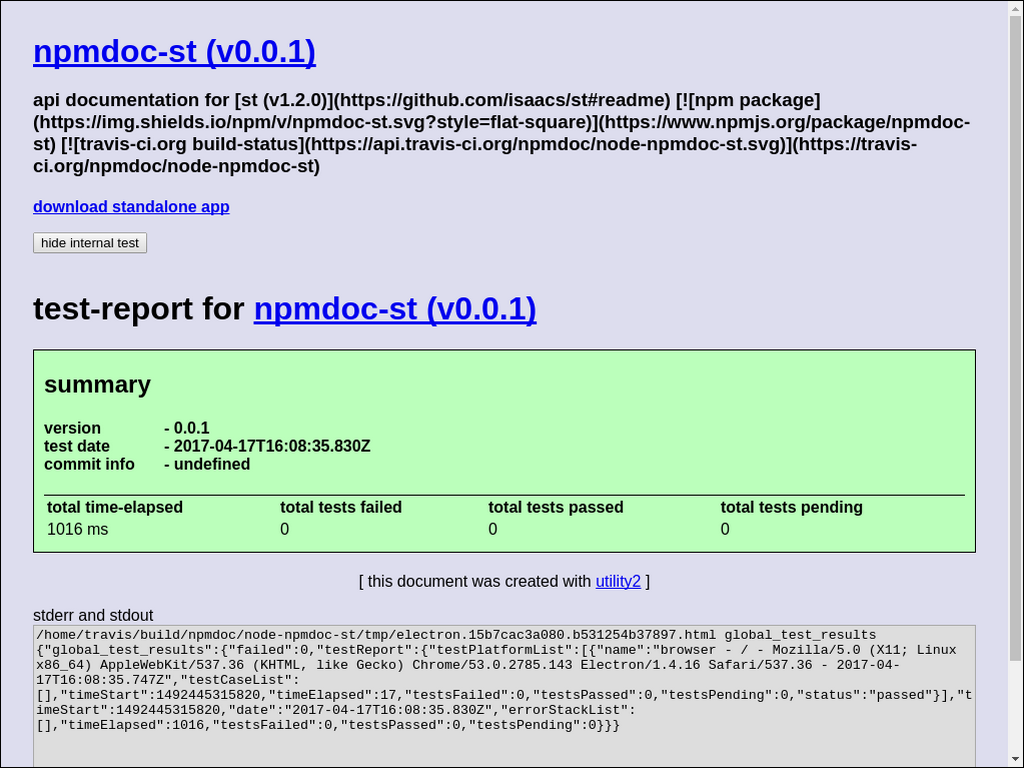 npmdoc-st (v0.0.1)
api documentation for [st (v1.2.0)](https://github.com/isaacs/st#readme) [![npm package]
(https://img.shields.io/npm/v/npmdoc-st.svg?style=flat-square)](https://www.npmjs.org/package/npmdoc-
st) [![travis-ci.org build-status](https://api.travis-ci.org/npmdoc/node-npmdoc-st.svg)](https://travis-
ci.org/npmdoc/node-npmdoc-st)
download standalone app
hide internal test
test-report for npmdoc-st (v0.0.1)
summary
version - 0.0.1
test date - 2017-04-17T16:08:35.830Z
commit info - undefined
total time-elapsed total tests failed total tests passed total tests pending
1016 ms 0 0 0
[ this document was created with utility2 ]
stderr and stdout
/home/travis/build/npmdoc/node-npmdoc-st/tmp/electron.15b7cac3a080.b531254b37897.html global_test_results
{"global_test_results":{"failed":0,"testReport":{"testPlatformList":[{"name":"browser - / - Mozilla/5.0 (X11; Linux
x86_64) AppleWebKit/537.36 (KHTML, like Gecko) Chrome/53.0.2785.143 Electron/1.4.16 Safari/537.36 - 2017-04-
17T16:08:35.747Z","testCaseList":
[],"timeStart":1492445315820,"timeElapsed":17,"testsFailed":0,"testsPassed":0,"testsPending":0,"status":"passed"}],"t
imeStart":1492445315820,"date":"2017-04-17T16:08:35.830Z","errorStackList":
[],"timeElapsed":1016,"testsFailed":0,"testsPassed":0,"testsPending":0}}}